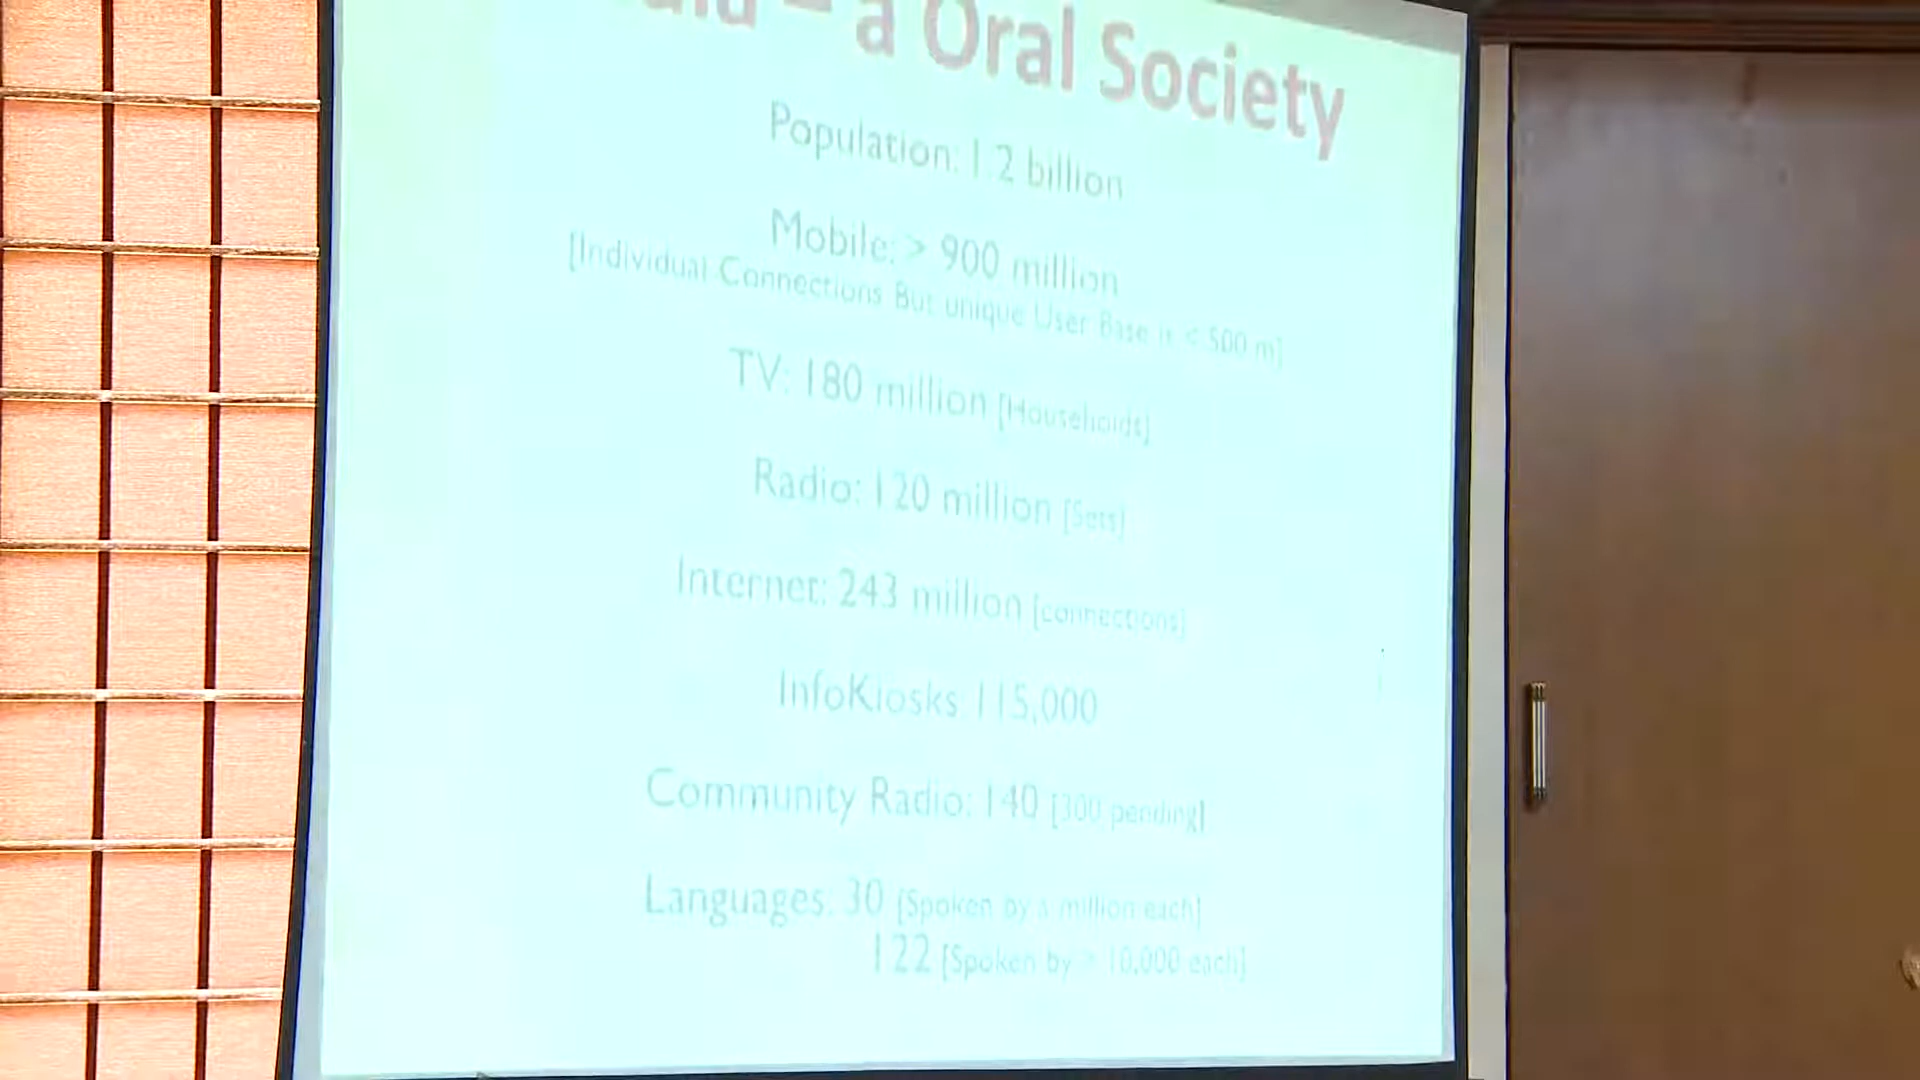 – a Oral Society
Population: 1.2 billion
Mobile: > 900 million
[Individual Connections But unique User Base is < 500 m]
TV: 180 million [Households]
Radio: 120 million [Sets]
Internet: 243 million [connections]
InfoKiosks 115,000
Community Radio: 140 [300 pending]
Languages: 30 [Spoken by a million each]
122 [Spoken by > 10,000 each]